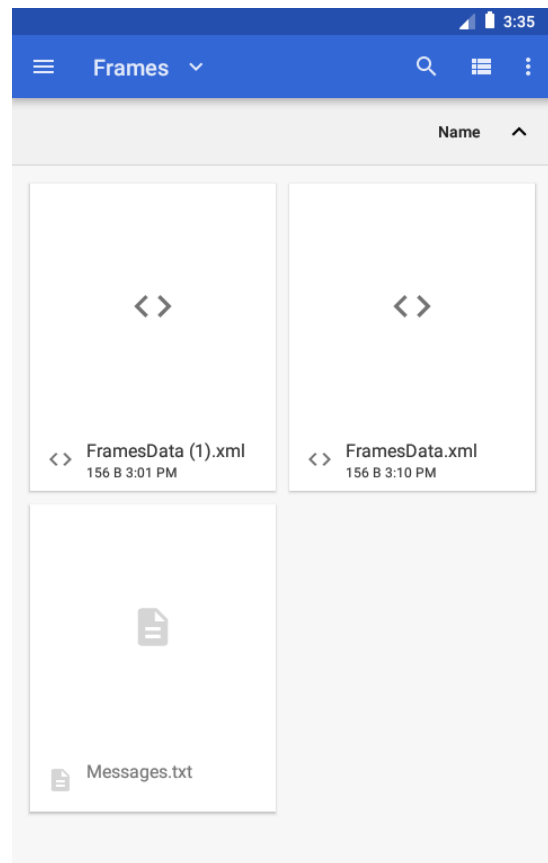 3:35
Frames
Name
FramesData (1).xml
156 B 3:01 PM
FramesData.xml
156 B 3:10 PM
Messages.txt